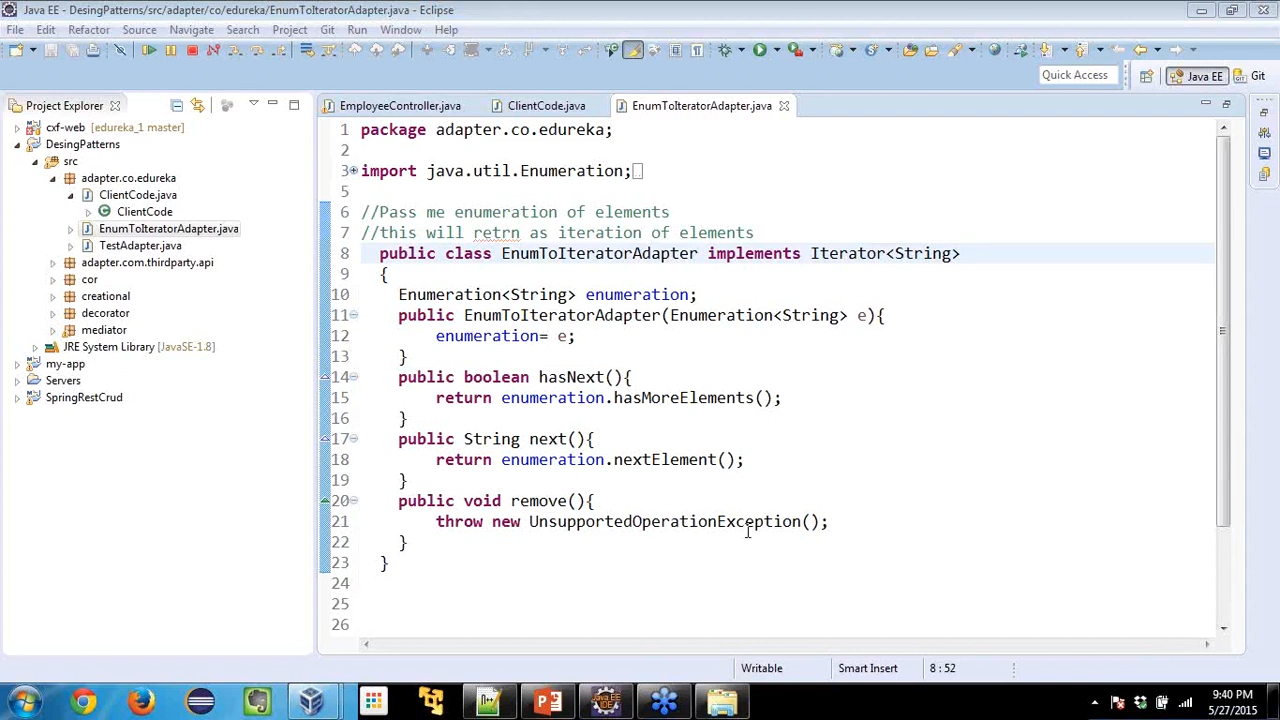 Java EE - DesingPatterns/src/adapter/co/edureka/EnumToIteratorAdapter.java - Eclipse
File Edit Refactor Source Navigate Search Project Git Run Window Help
Quick Access
Java EE
Git
Project Explorer
cxf-web [edureka_1 master]
DesingPatterns
src
adapter.co.edureka
ClientCode.java
ClientCode
EnumToIteratorAdapter.java
TestAdapter.java
adapter.com.thirdparty.api
cor
creational
decorator
mediator
JRE System Library [JavaSE-1.8]
my-app
Servers
SpringRestCrud
EmployeeController.java ClientCode.java EnumToIteratorAdapter.java
1 package adapter.co.edureka;
2
3 import java.util.Enumeration;
5
6 //Pass me enumeration of elements
7 //this will retrn as iteration of elements
8 public class EnumToIteratorAdapter implements Iterator<String>
9 {
10 Enumeration<String> enumeration;
11 public EnumToIteratorAdapter(Enumeration<String> e){
12 enumeration= e;
13 }
14 public boolean hasNext(){
15 return enumeration.hasMoreElements();
16 }
17 public String next(){
18 return enumeration.nextElement();
19 }
20 public void remove(){
21 throw new UnsupportedOperationException();
22 }
23 }
24
25
26
Writable Smart Insert 8 : 52
9:40 PM
5/27/2015